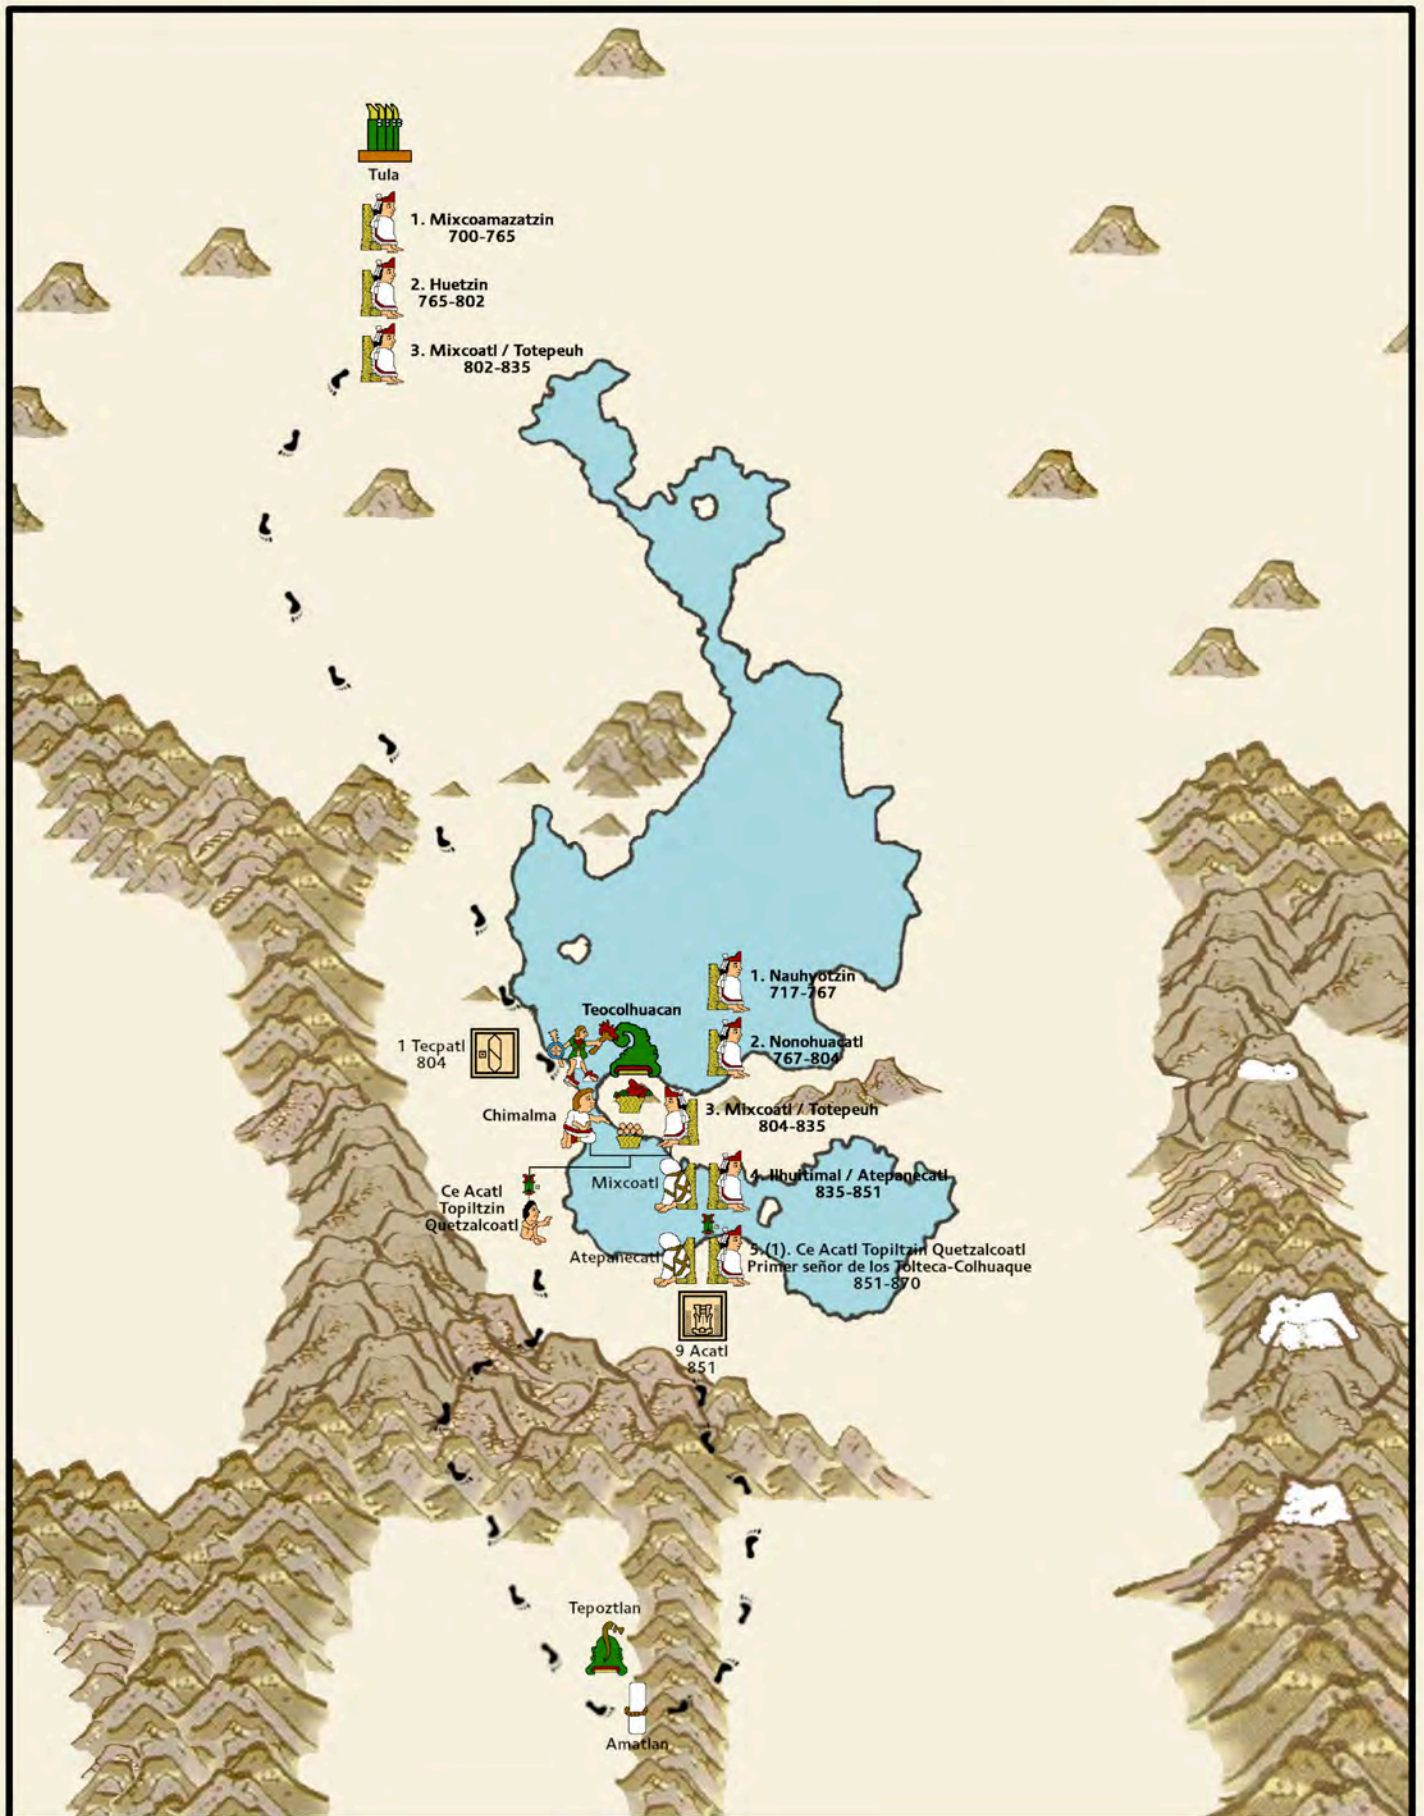 Tula
1. Mixcoamazatzin
700-765
2. Huetzin
765-802
3. Mixcoatl / Totepeuh
802-835
1. Nauhyotzin
717-767
Teocolhuacan
2. Nonohuacatl
767-804
1 Tecpatl
804
Chimalma
3. Mixcoatl / Totepeuh
804-835
Mixcoatl
4. Ilhuitimal / Atepanecatl
835-851
Ce Acatl
Topiltzin
Quetzalcoatl
Atepanecatl
5.(1). Ce Acatl Topiltzin Quetzalcoatl
Primer señor de los Tolteca-Colhuaque
851-870
9 Acatl
851
Tepoztlan
Amatlan